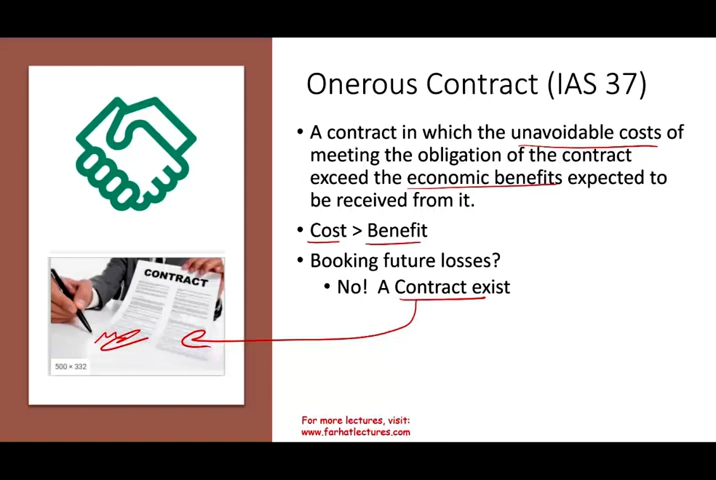 Onerous Contract (IAS 37)
• A contract in which the unavoidable costs of
meeting the obligation of the contract
exceed the economic benefits expected to
be received from it.
• Cost > Benefit
• Booking future losses?
• No! A Contract exist
CONTRACT
500 × 332
For more lectures, visit:
www.farhatlectures.com